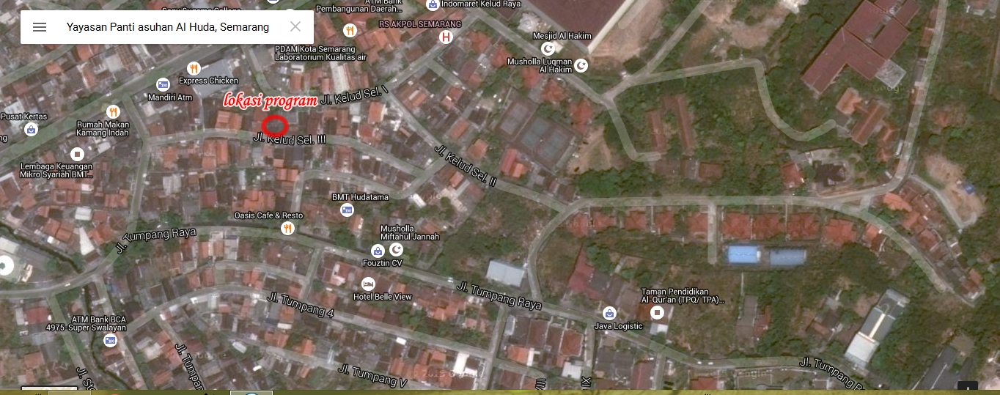 Yayasan Panti asuhan Al Huda, Semarang
ATM Bank
Pembangunan Daerah...
Indomaret Kelud Raya
RS AKPOL SEMARANG
Mesjid Al Hakim
PDAM Kota Semarang
Laboratorium Kualitas air
Musholla Luqman
Al Hakim
Express Chicken
Mandiri Atm
lokasi program
Jl. Kelud Sel. I
Pusat Kertas
Rumah Makan
Kamang Indah
Jl. Kelud Sel. III
Jl. Kelud Sel. II
Lembaga Keuangan
Mikro Syariah BMT...
BMT Hudatama
Oasis Cafe & Resto
Musholla
Miftahul Jannah
Jl. Tumpang Raya
Fouztin CV
Hotel Belle View
Jl. Tumpang Raya
Taman Pendidikan
Al-Qur'an (TPQ/ TPA)...
Jl. Tumpang 4
Java Logistic
ATM Bank BCA
4975-Super Swalayan
Jl. Tumpang V
XI